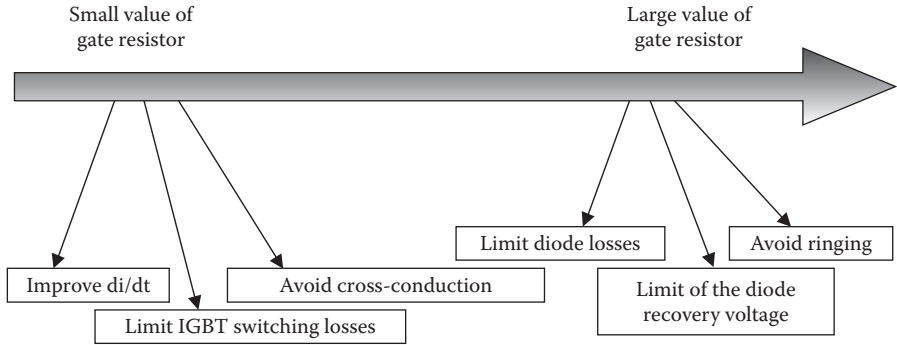 Small value of
gate resistor
Large value of
gate resistor
Limit diode losses
Avoid ringing
Improve di/dt
Avoid cross-conduction
Limit of the diode
recovery voltage
Limit IGBT switching losses